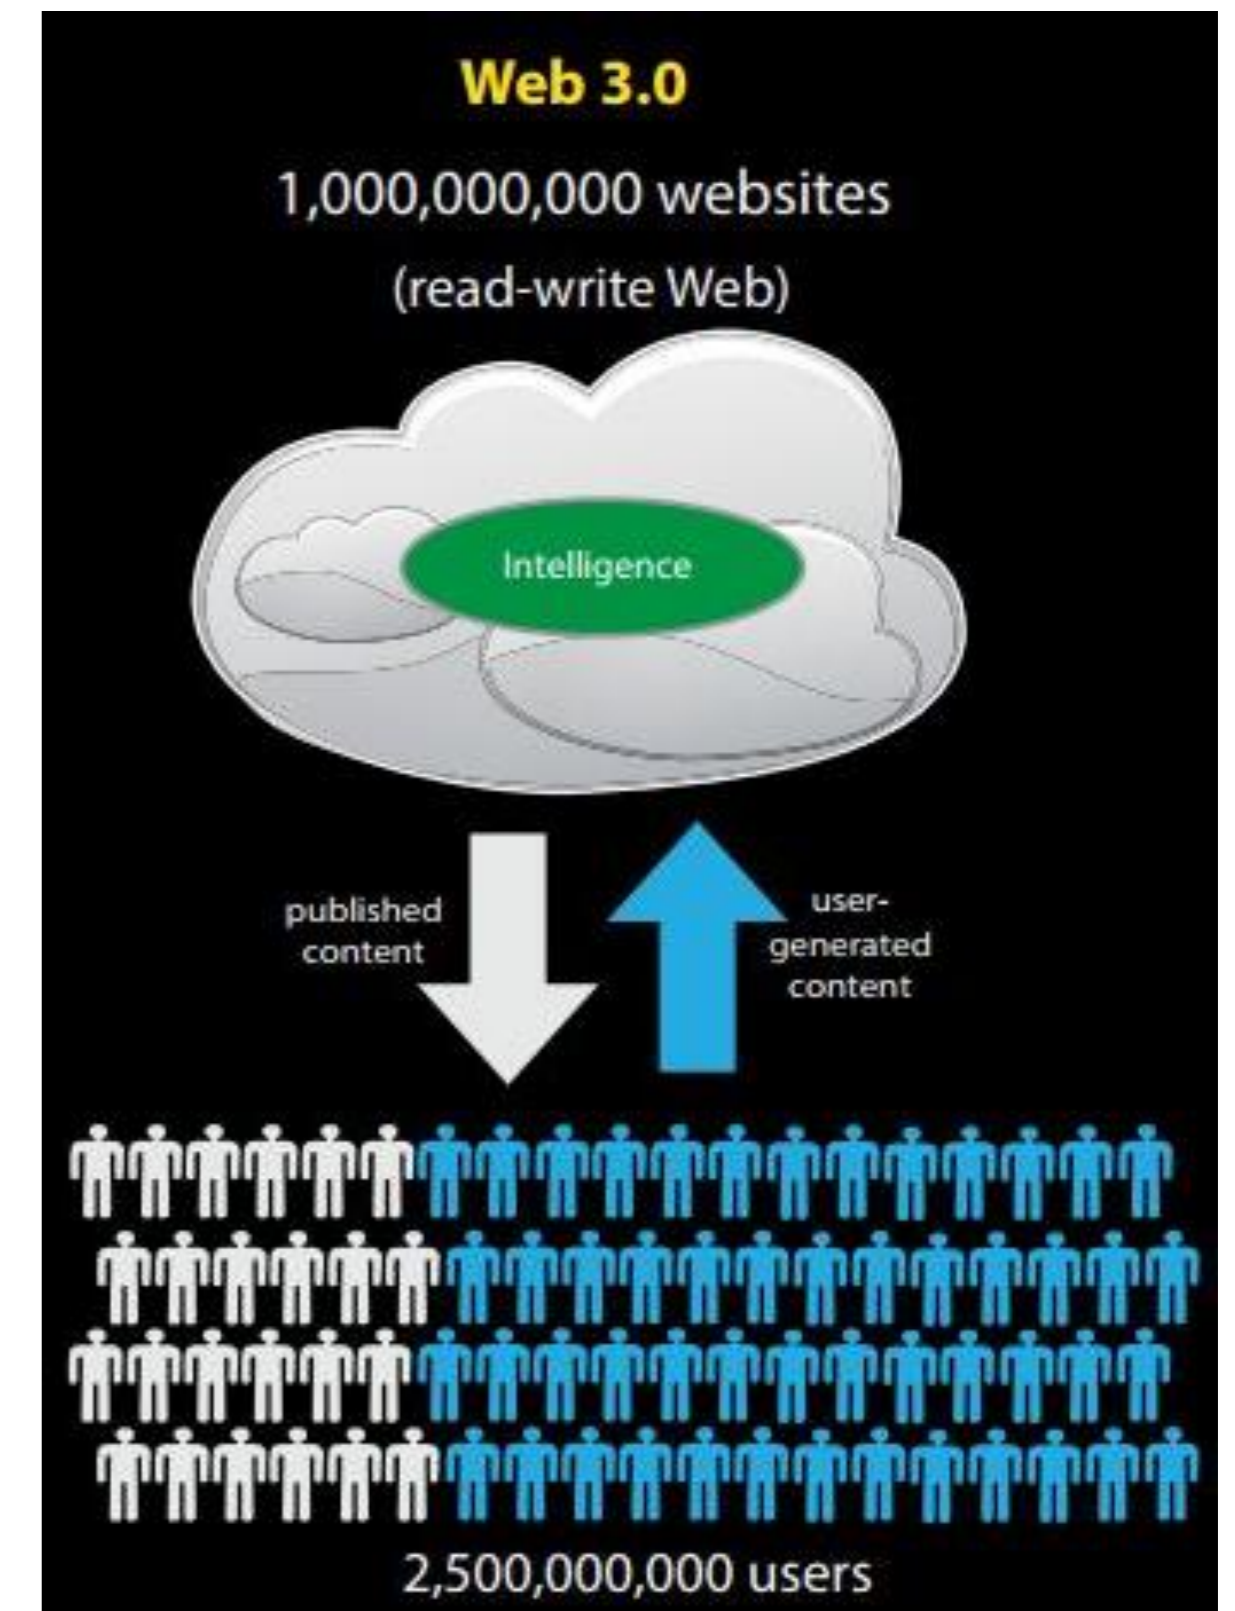 Web 3.0
1,000,000,000 websites
(read-write Web)
Intelligence
published
content
user-
generated
content
2,500,000,000 users